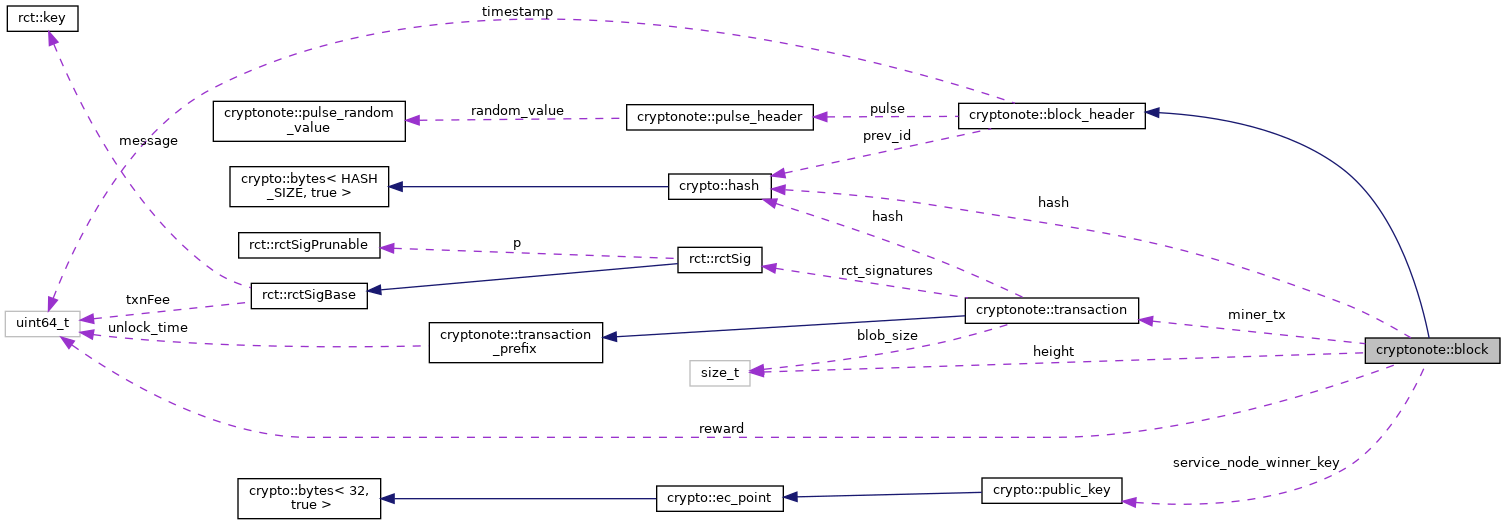 timestamp
rct::key
cryptonote::pulse_random
_value
random_value
cryptonote::pulse_header
pulse
cryptonote::block_header
prev_id
message
crypto::bytes< HASH
_SIZE, true >
crypto::hash
hash
hash
rct::rctSigPrunable
p
rct::rctSig
rct_signatures
rct::rctSigBase
txnFee
uint64_t
unlock_time
cryptonote::transaction
_prefix
cryptonote::transaction
miner_tx
blob_size
height
size_t
cryptonote::block
reward
service_node_winner_key
crypto::bytes< 32,
true >
crypto::ec_point
crypto::public_key